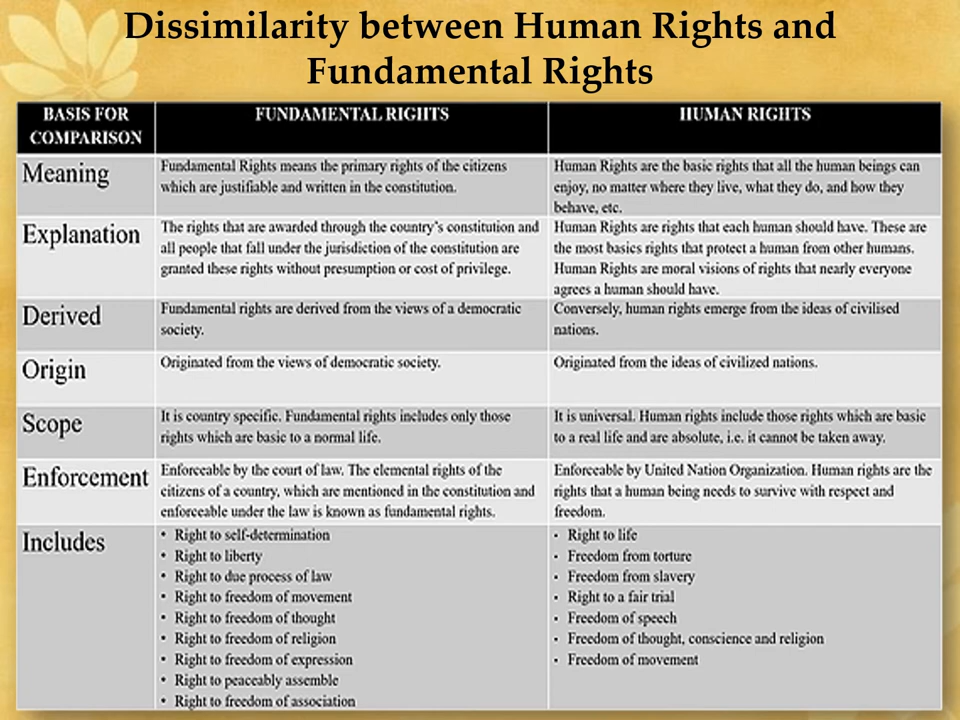 Dissimilarity between Human Rights and
Fundamental Rights
BASIS FOR
COMPARISON
FUNDAMENTAL RIGHTS
HUMAN RIGHTS
Meaning
Fundamental Rights means the primary rights of the citizens
which are justifiable and written in the constitution.
Human Rights are the basic rights that all the human beings can
enjoy, no matter where they live, what they do, and how they
behave, etc.
Explanation
The rights that are awarded through the country's constitution and
all people that fall under the jurisdiction of the constitution are
granted these rights without presumption or cost of privilege.
Human Rights are rights that each human should have. These are
the most basics rights that protect a human from other humans.
Human Rights are moral visions of rights that nearly everyone
agrees a human should have.
Derived
Fundamental rights are derived from the views of a democratic
society.
Conversely, human rights emerge from the ideas of civilised
nations.
Origin
Originated from the views of democratic society.
Originated from the ideas of civilized nations.
Scope
It is country specific. Fundamental rights includes only those
rights which are basic to a normal life.
It is universal. Human rights include those rights which are basic
to a real life and are absolute, i.e. it cannot be taken away.
Enforcement
Enforceable by the court of law. The elemental rights of the
citizens of a country, which are mentioned in the constitution and
enforceable under the law is known as fundamental rights.
Enforceable by United Nation Organization. Human rights are the
rights that a human being needs to survive with respect and
freedom.
Includes
• Right to self-determination
• Right to liberty
• Right to due process of law
• Right to freedom of movement
• Right to freedom of thought
• Right to freedom of religion
• Right to freedom of expression
• Right to peaceably assemble
• Right to freedom of association
• Right to life
• Freedom from torture
• Freedom from slavery
• Right to a fair trial
• Freedom of speech
• Freedom of thought, conscience and religion
• Freedom of movement